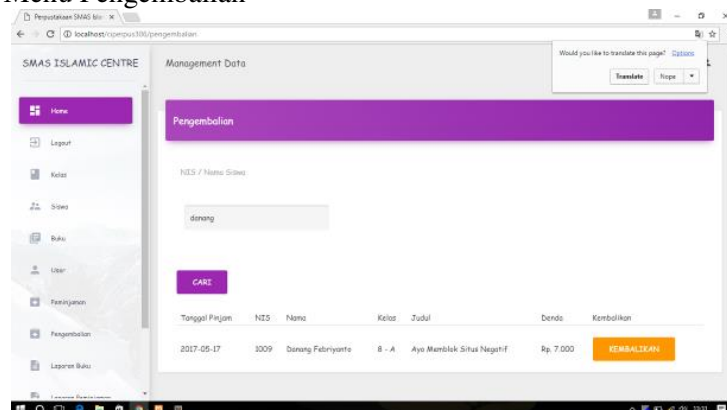 Menu Pengembalian
Perpustakaan SMAS Isla
localhost/ciperpus386/pengembalian
Would you like to translate this page? Options
Translate Nope
SMAS ISLAMIC CENTRE
Management Data
Home
Logout
Kelas
Siswa
Buku
User
Peminjaman
Pengembalian
Laporan Buku
Laporan Peminjaman
Pengembalian
NIS / Nama Siswa
danang
CARI
Tanggal Pinjam NIS Nama Kelas Judul Denda Kembalikan
2017-05-17 1009 Danang Febriyanto 8 - A Ayo Memblok Situs Negatif Rp. 7.000 KEMBALIKAN